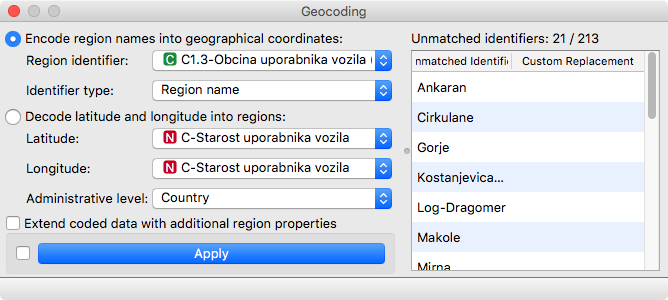 Geocoding
Encode region names into geographical coordinates:
Region identifier: C C1.3-Obcina uporabnika vozila (
Identifier type: Region name
Decode latitude and longitude into regions:
Latitude: N C-Starost uporabnika vozila
Longitude: N C-Starost uporabnika vozila
Administrative level: Country
Extend coded data with additional region properties
Apply
Unmatched identifiers: 21 / 213
nmatched Identifi Custom Replacement
Ankaran
Cirkulane
Gorje
Kostanjevica...
Log-Dragomer
Makole
Mirna